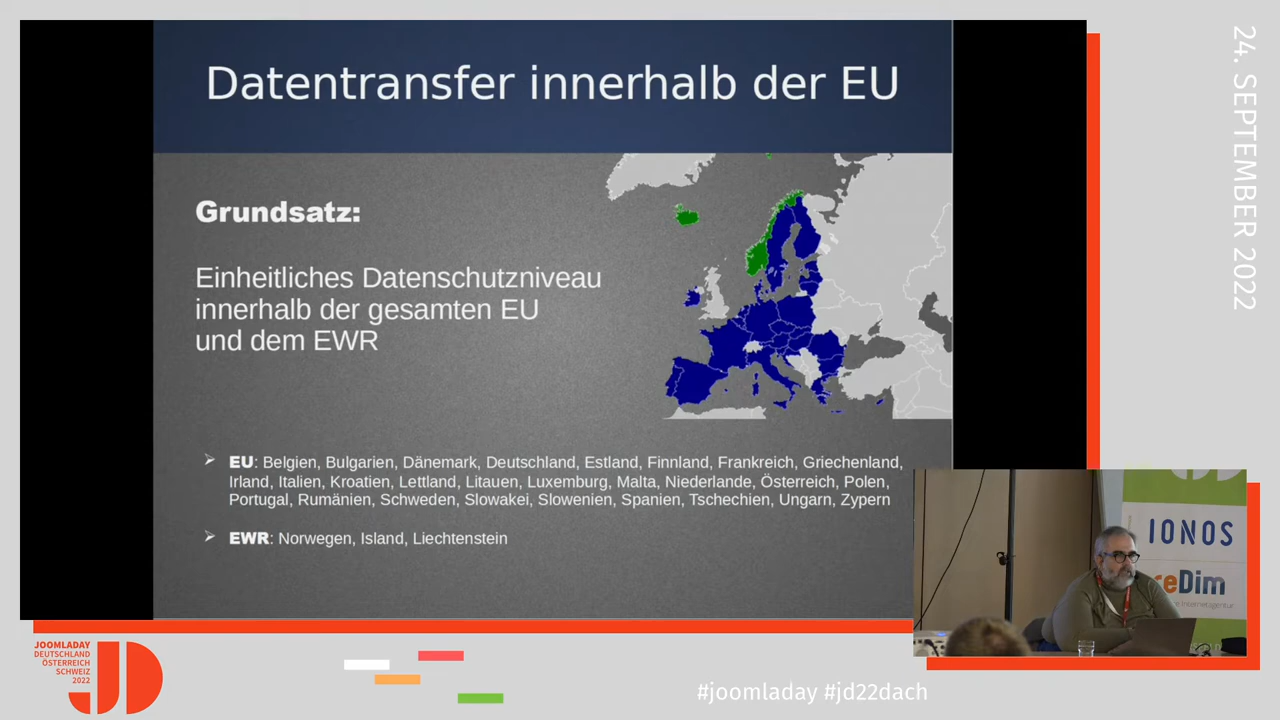 Datentransfer innerhalb der EU
Grundsatz:
Einheitliches Datenschutzniveau
innerhalb der gesamten EU
und dem EWR
EU: Belgien, Bulgarien, Dänemark, Deutschland, Estland, Finnland, Frankreich, Griechenland,
Irland, Italien, Kroatien, Lettland, Litauen, Luxemburg, Malta, Niederlande, Österreich, Polen,
Portugal, Rumänien, Schweden, Slowakei, Slowenien, Spanien, Tschechien, Ungarn, Zypern
EWR: Norwegen, Island, Liechtenstein
24. SEPTEMBER 2022
IONOS
reDim
JOOMLADAY
DEUTSCHLAND
ÖSTERREICH
SCHWEIZ
2022
JD
#joomladay #jd22dach